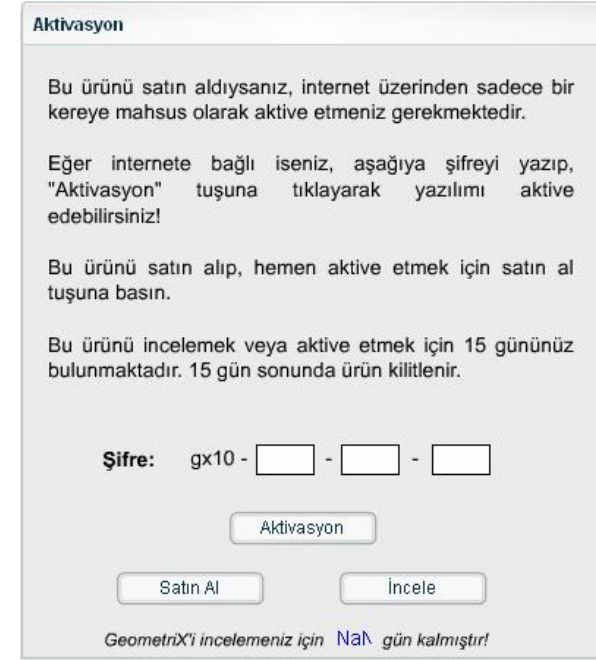 Aktivasyon
Bu ürünü satın aldıysanız, internet üzerinden sadece bir
kereye mahsus olarak aktive etmeniz gerekmektedir.
Eğer internete bağlı iseniz, aşağıya şifreyi yazıp,
"Aktivasyon" tuşuna tıklayarak yazılımı aktive
edebilirsiniz!
Bu ürünü satın alıp, hemen aktive etmek için satın al
tuşuna basın.
Bu ürünü incelemek veya aktive etmek için 15 gününüz
bulunmaktadır. 15 gün sonunda ürün kilitlenir.
Şifre: gx10 - - -
Aktivasyon
Satın Al İncele
GeometriX'i incelemeniz için NaN gün kalmıştır!